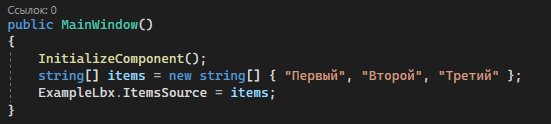 Ссылок: 0
public MainWindow()
{
InitializeComponent();
string[] items = new string[] { "Первый", "Второй", "Третий" };
ExampleLbx.ItemsSource = items;
}